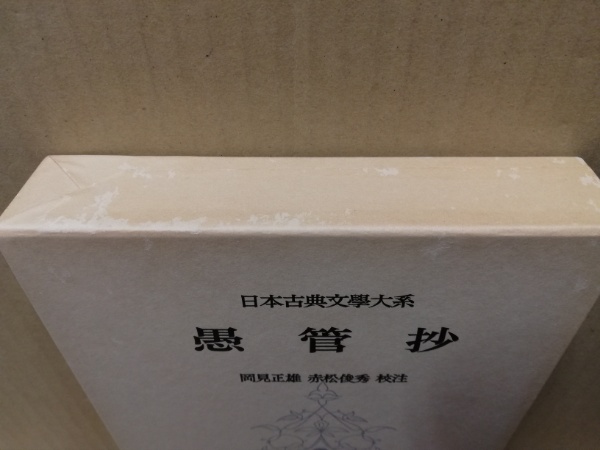 日本古典文學大系
愚管抄
岡見正雄 赤松俊秀 校注